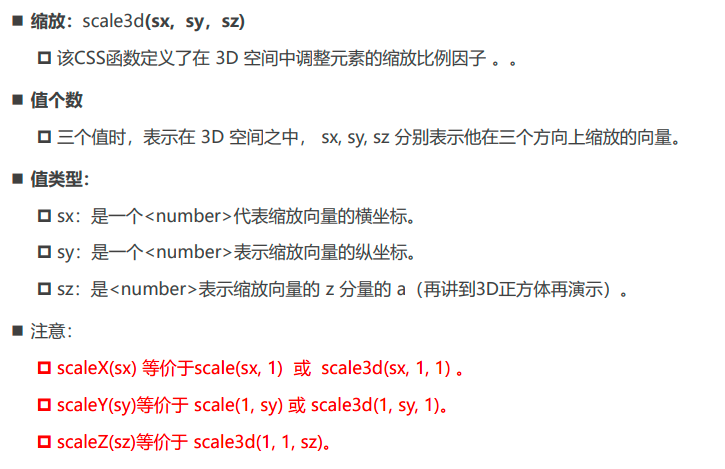 缩放：scale3d(sx, sy，sz)
该CSS函数定义了在 3D 空间中调整元素的缩放比例因子 。。
值个数
三个值时，表示在 3D 空间之中， sx, sy, sz 分别表示他在三个方向上缩放的向量。
值类型：
sx：是一个<number>代表缩放向量的横坐标。
sy：是一个<number>表示缩放向量的纵坐标。
sz：是<number>表示缩放向量的 z 分量的 a（再讲到3D正方体再演示）。
注意：
scaleX(sx) 等价于scale(sx, 1) 或 scale3d(sx, 1, 1) 。
scaleY(sy)等价于 scale(1, sy) 或 scale3d(1, sy, 1)。
scaleZ(sz)等价于 scale3d(1, 1, sz)。